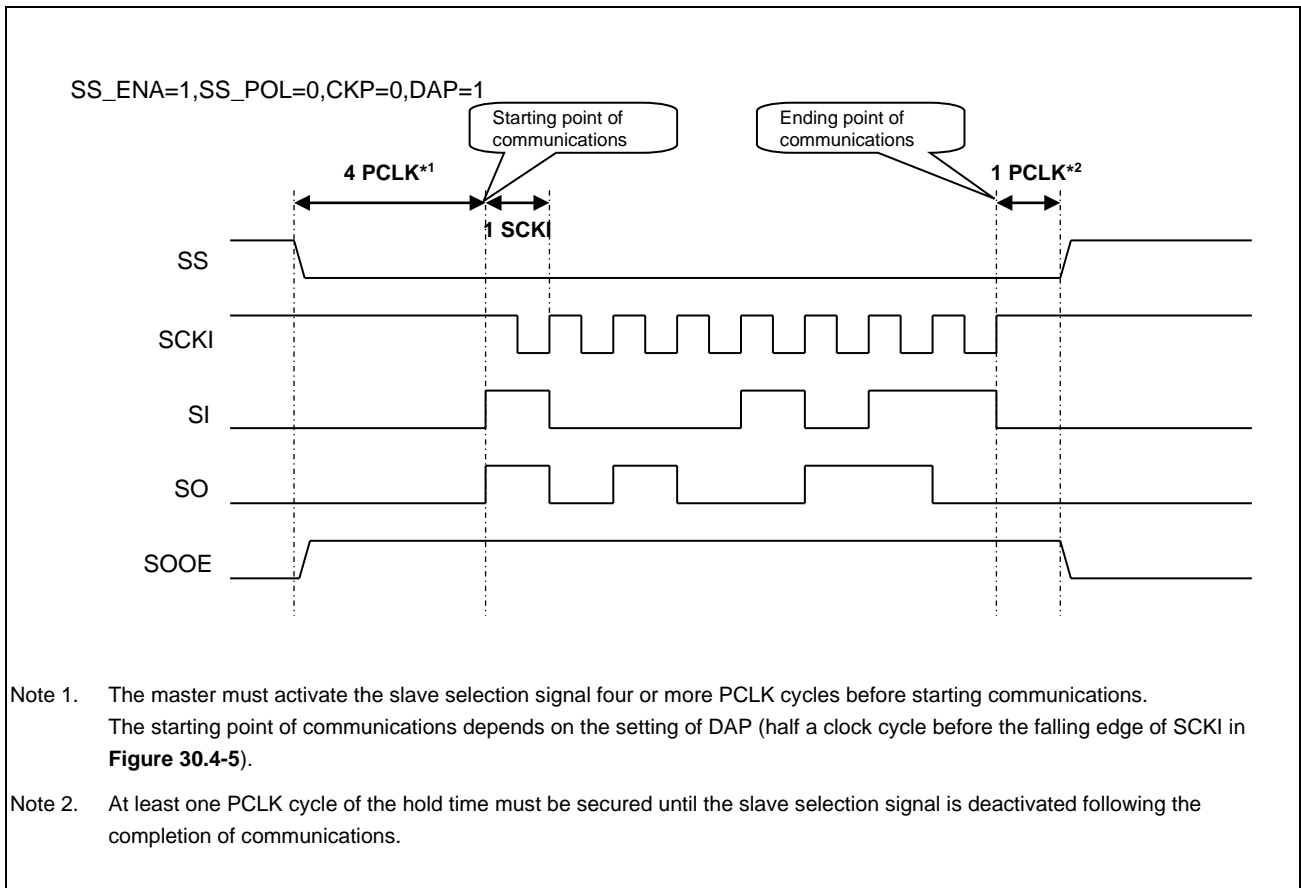 SS_ENA=1,SS_POL=0,CKP=0,DAP=1
Starting point of
communications
Ending point of
communications
4 PCLK*1
1 PCLK*2
1 SCKI
SS
SCKI
SI
SO
SOOE
Note 1. The master must activate the slave selection signal four or more PCLK cycles before starting communications.
The starting point of communications depends on the setting of DAP (half a clock cycle before the falling edge of SCKI in
Figure 30.4-5).
Note 2. At least one PCLK cycle of the hold time must be secured until the slave selection signal is deactivated following the
completion of communications.